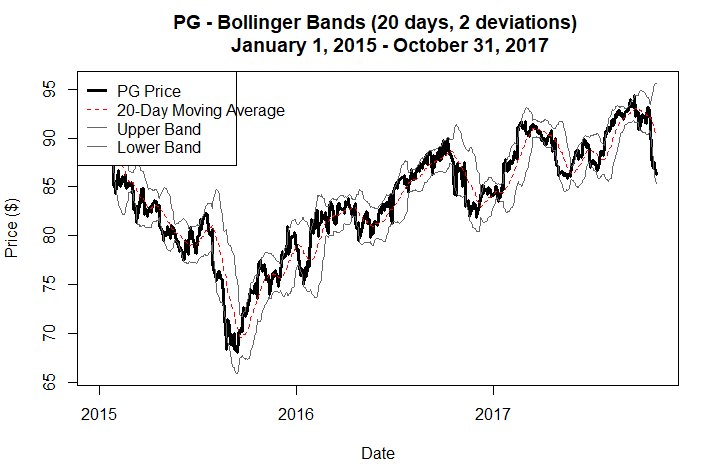 PG - Bollinger Bands (20 days, 2 deviations)
January 1, 2015 - October 31, 2017
PG Price
20-Day Moving Average
Upper Band
Lower Band
95
90
85
80
75
70
65
Price ($)
2015
2016
2017
Date